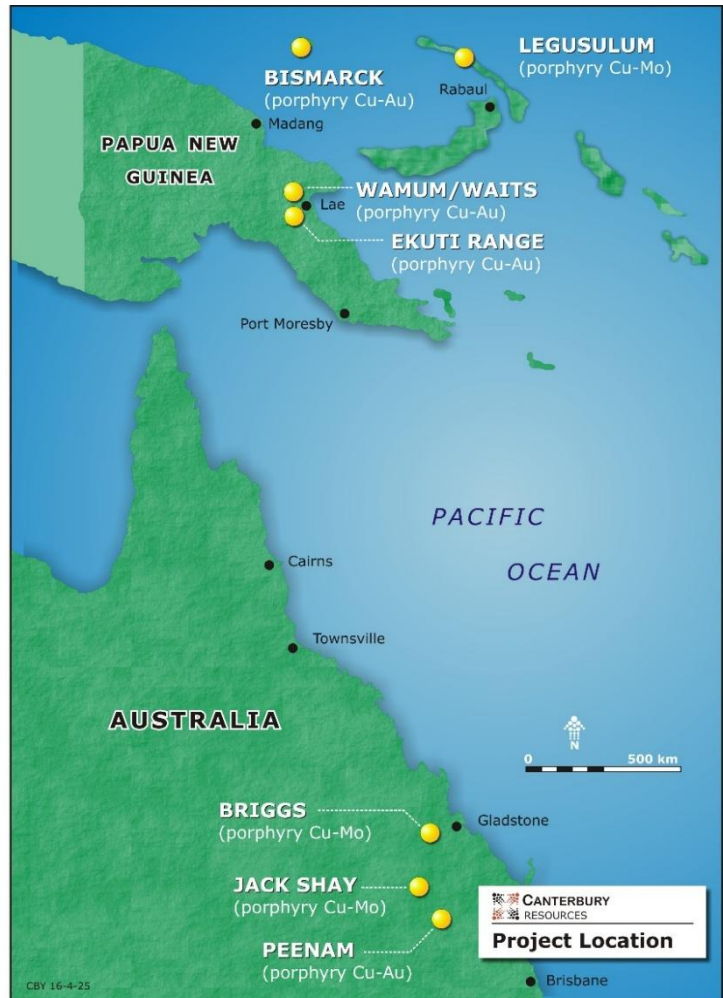 LEGUSULUM
(porphyry Cu-Mo)
BISMARCK
(porphyry Cu-Au)
Rabaul
Madang
PAPUA NEW
GUINEA
WAMUM/WAITS
(porphyry Cu-Au)
Lae
EKUTI RANGE
(porphyry Cu-Au)
Port Moresby
PACIFIC
OCEAN
Cairns
Townsville
AUSTRALIA
N
0 500 km
BRIGGS
(porphyry Cu-Mo)
Gladstone
JACK SHAY
(porphyry Cu-Mo)
PEENAM
(porphyry Cu-Au)
CANTERBURY
RESOURCES
Project Location
Brisbane
CBY 16-4-25